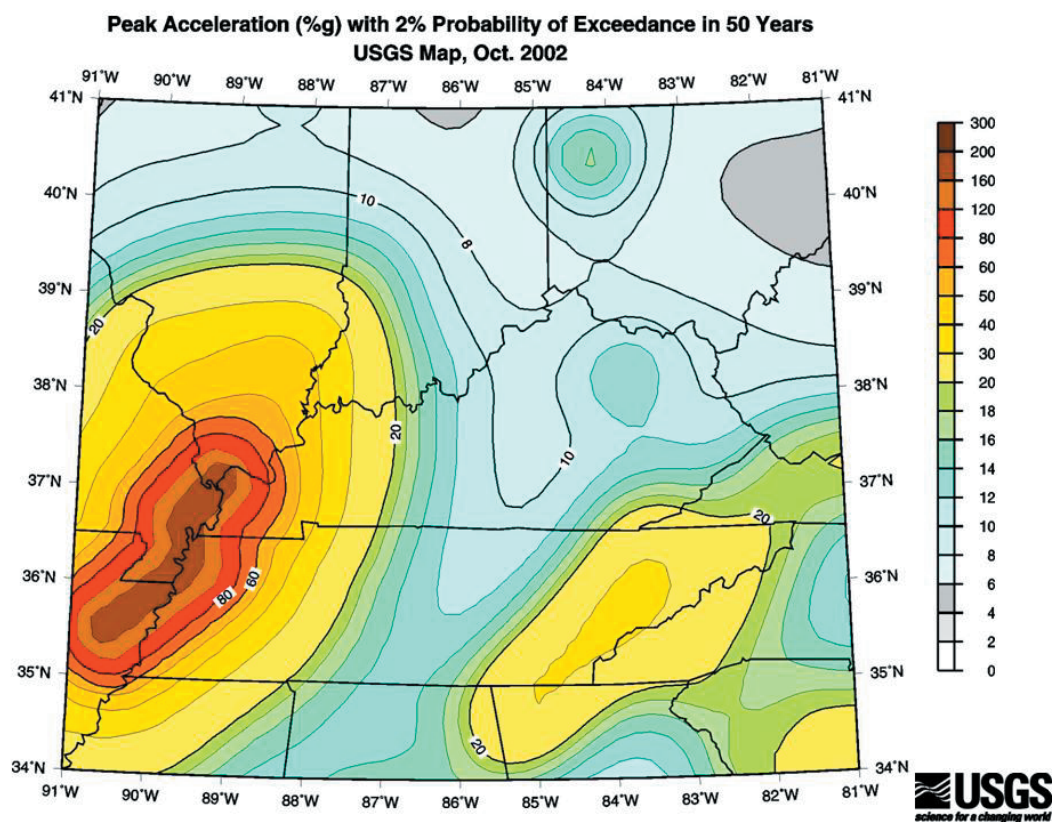 Peak Acceleration (%g) with 2% Probability of Exceedance in 50 Years
USGS Map, Oct. 2002
91°W 90°W 89°W 88°W 87°W 86°W 85°W 84°W 82°W 81°W
41°N 41°N
300
200
40°N 10 40°N 160
8 120
80
39°N 39°N 60
20 50
40
38°N 38°N 30
20
20 18
10 16
37°N 37°N 14
20 12
10
36°N 36°N 8
80 60 6
4
35°N 35°N 2
0
20
34°N 34°N
91°W 90°W 89°W 88°W 87°W 86°W 85°W 84°W 83°W 82°W 81°W
USGS
science for a changing world